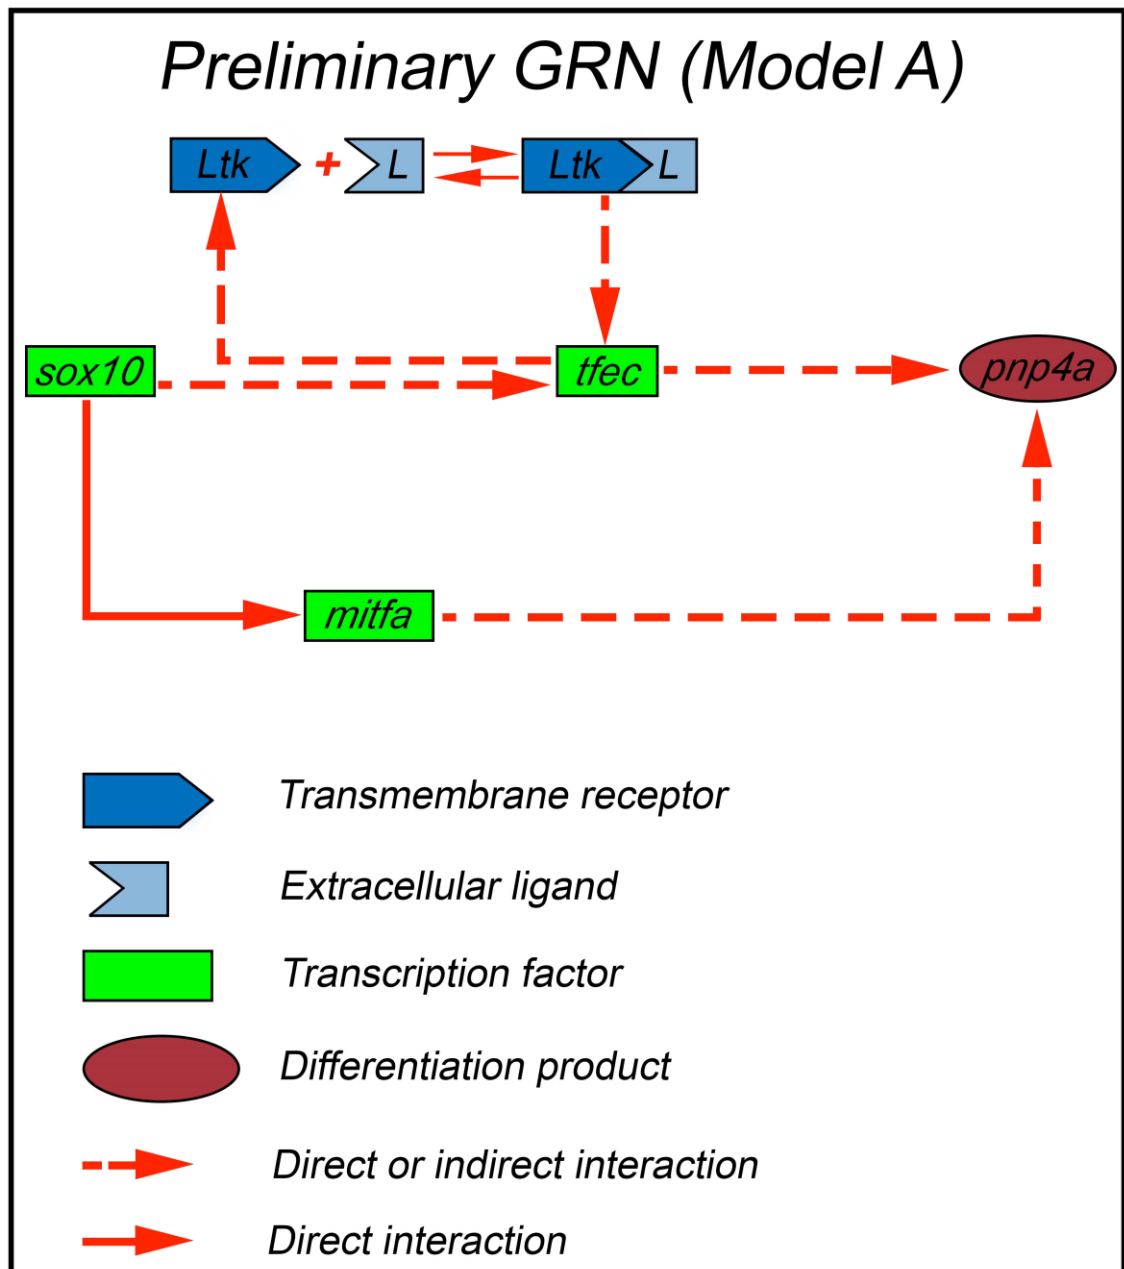 Preliminary GRN (Model A)
Ltk + L Ltk L
sox10 tfec pnp4a
mitfa
Transmembrane receptor
Extracellular ligand
Transcription factor
Differentiation product
Direct or indirect interaction
Direct interaction